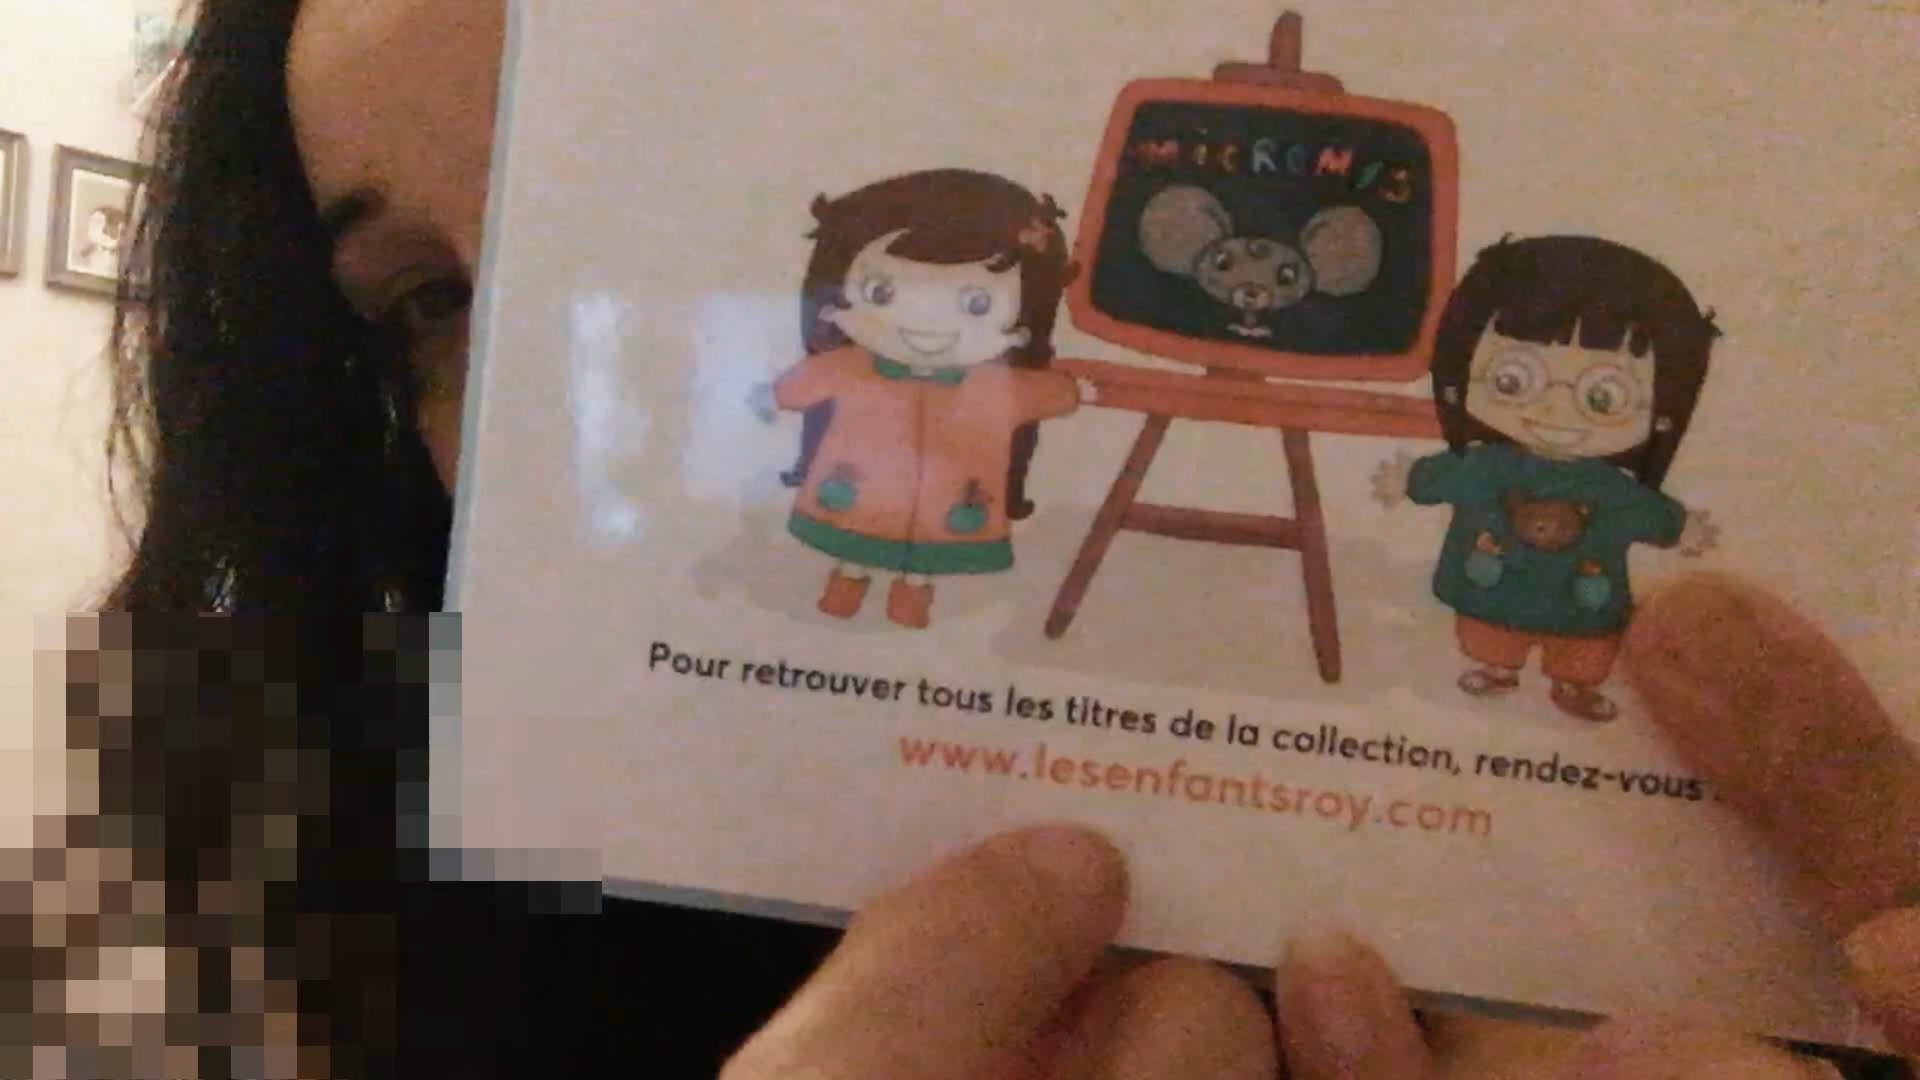 MiCROMiS
Pour retrouver tous les titres de la collection, rendez-vous
www.lesenfantsroy.com